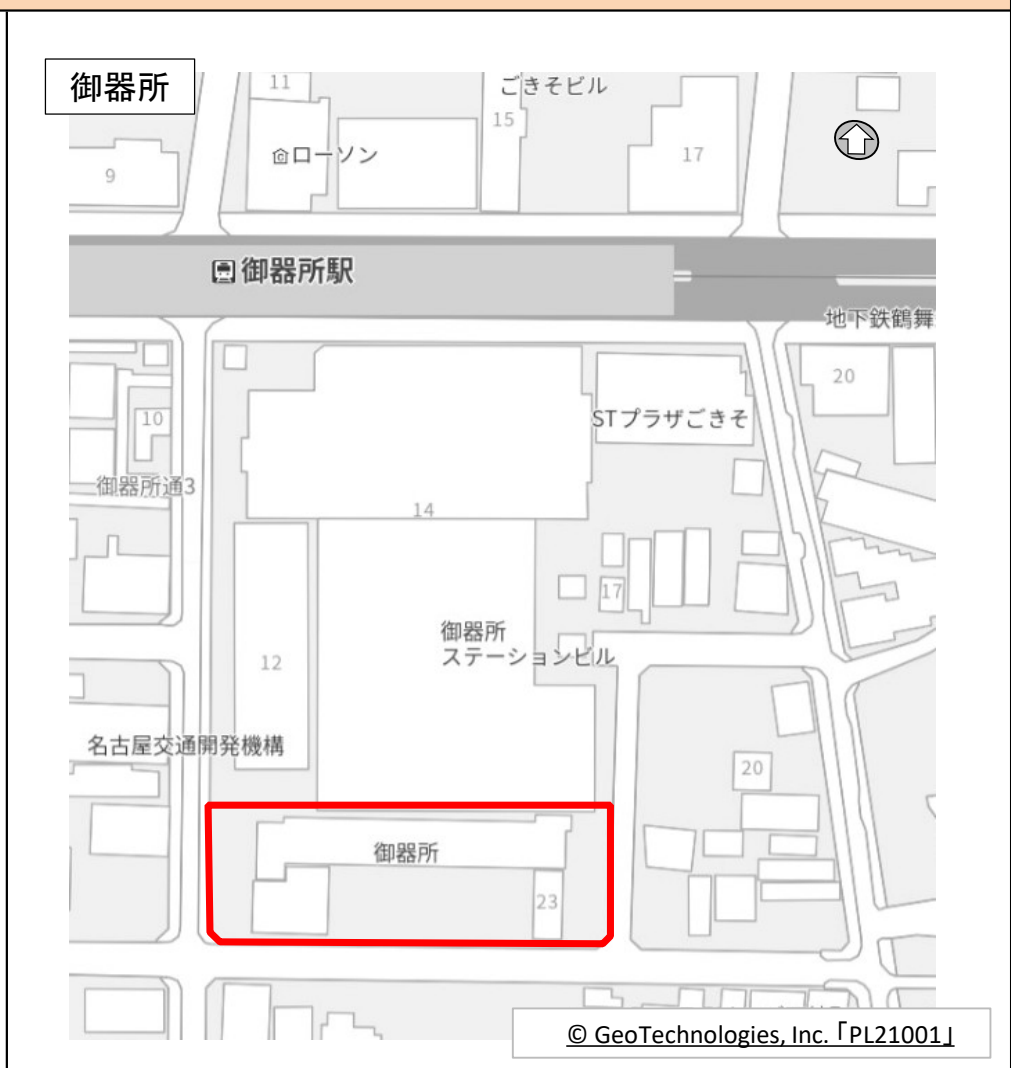 御器所
11
ごきそビル
15
ローソン
9
17
御器所駅
地下鉄鶴舞
20
10
STプラザごきそ
御器所通3
14
17
御器所
ステーションビル
12
名古屋交通開発機構
20
御器所
23
© GeoTechnologies, Inc. ｢PL21001｣